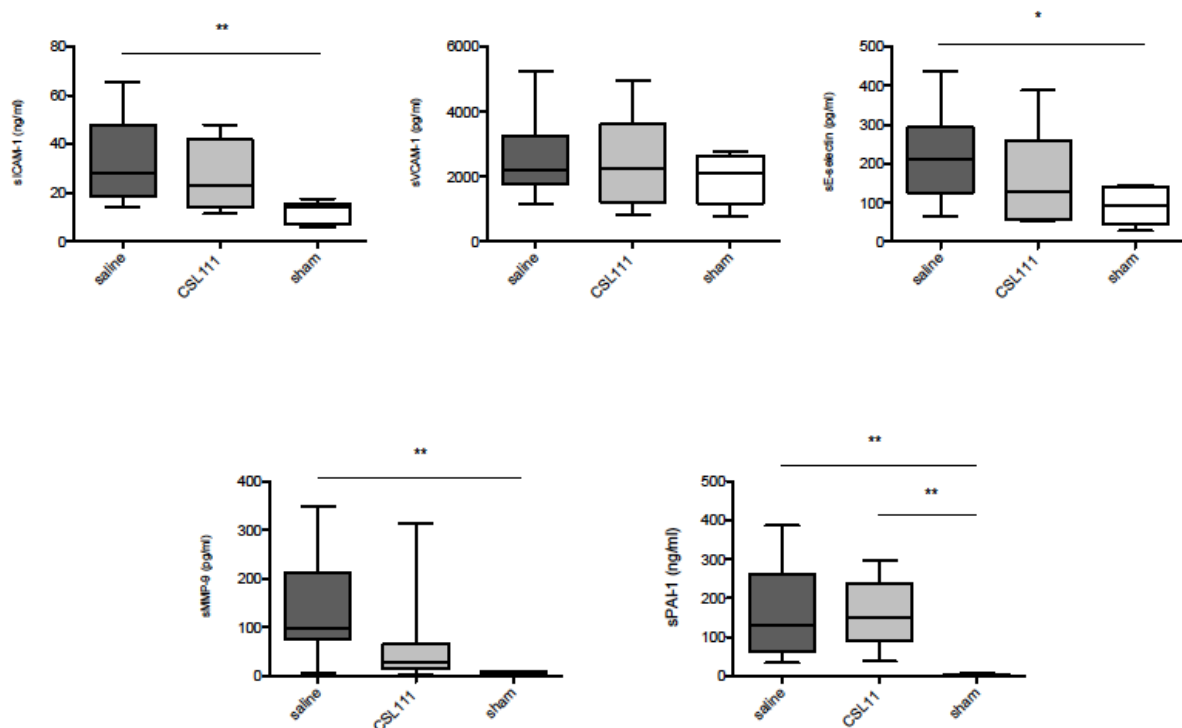 **
80
60
40
20
0
sICAM-1 (ng/ml)
saline
CSL111
sham
6000
4000
2000
0
sVCAM-1 (pg/ml)
saline
CSL111
sham
*
500
400
300
200
100
0
sE-selectin (pg/ml)
saline
CSL111
sham
**
400
300
200
100
0
sMMP-9 (pg/ml)
saline
CSL111
sham
**
**
500
400
300
200
100
0
sPAI-1 (ng/ml)
saline
CSL11
sham